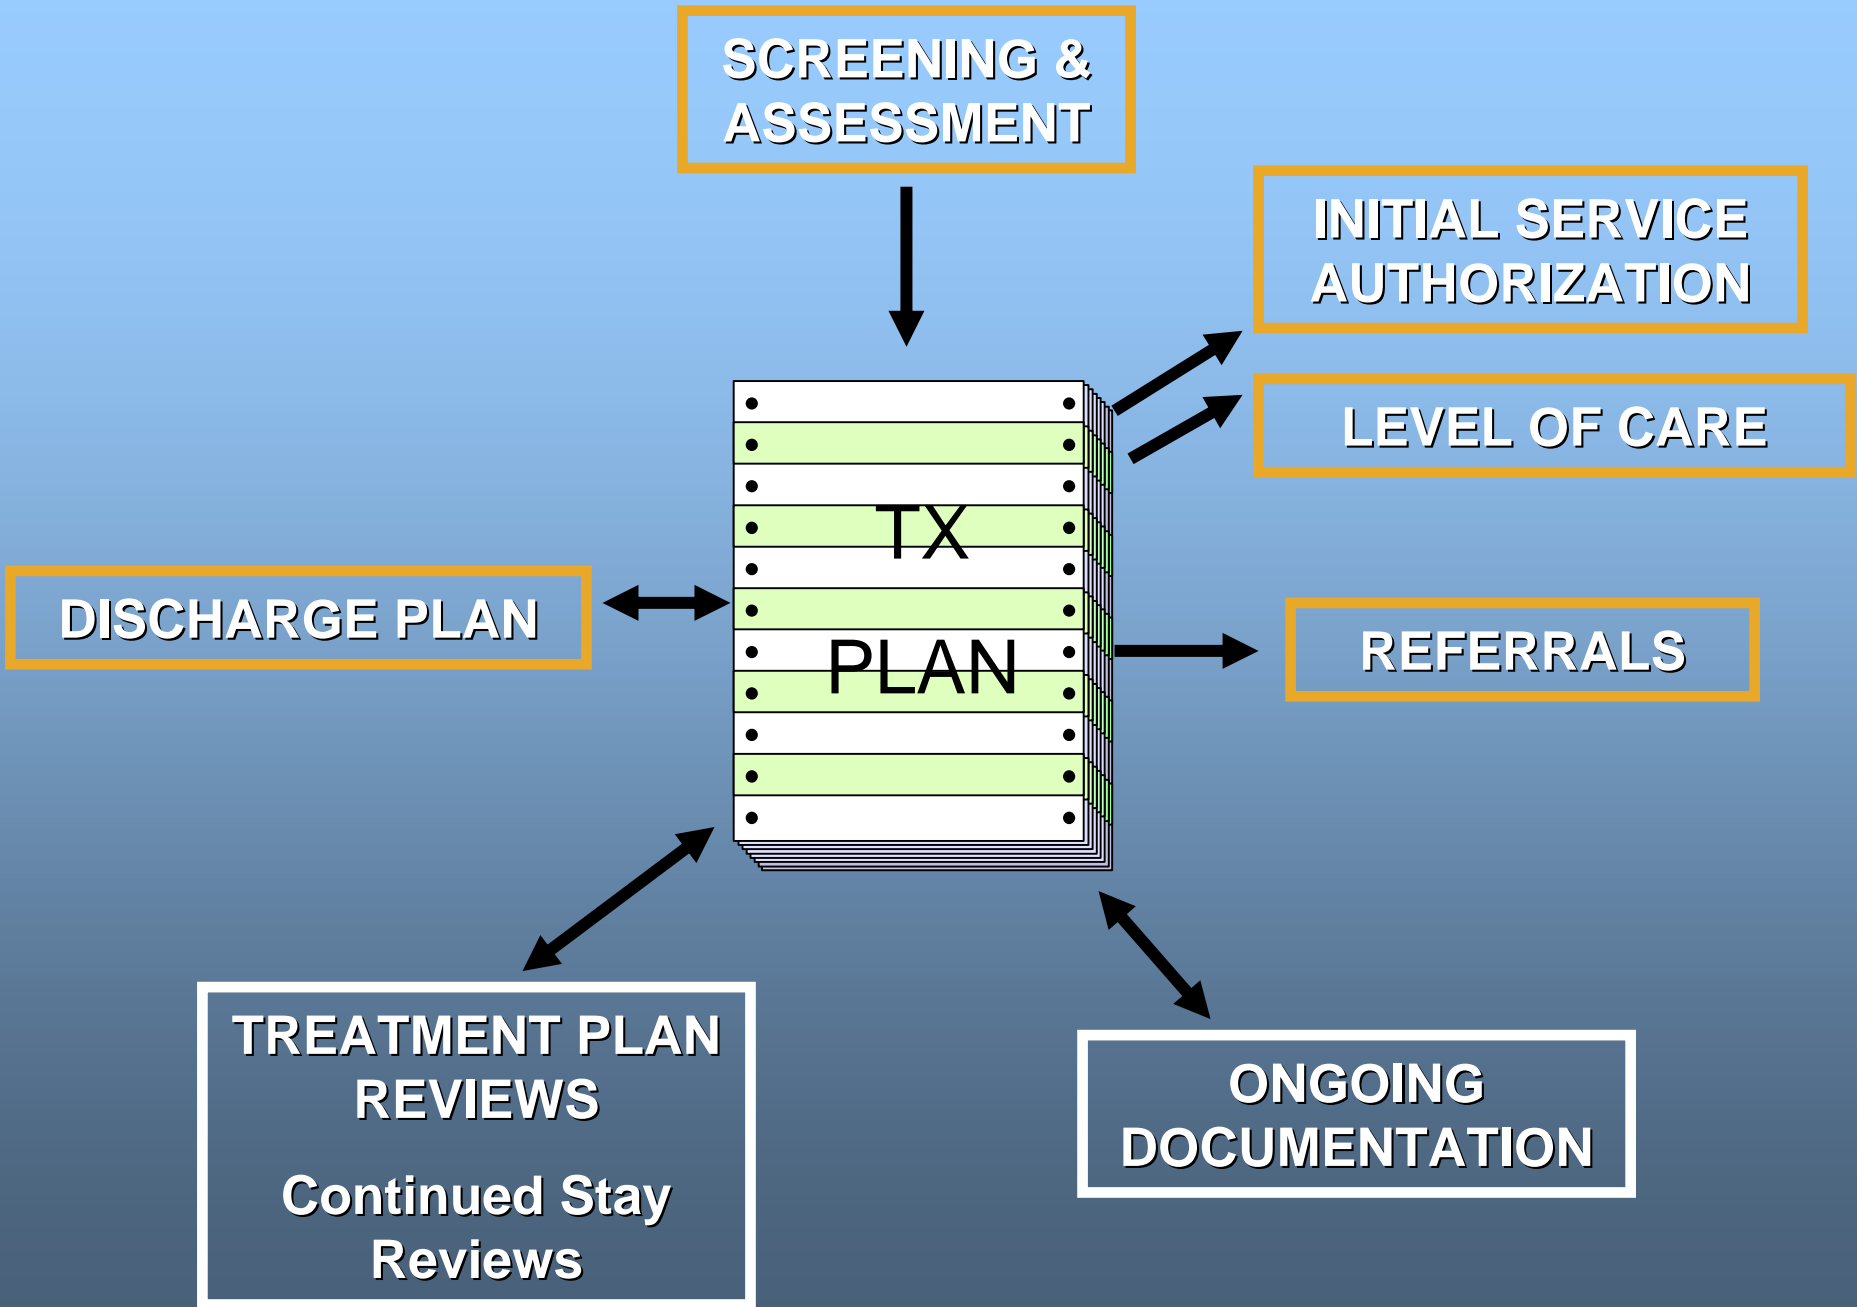 SCREENING &
ASSESSMENT
INITIAL SERVICE
AUTHORIZATION
LEVEL OF CARE
TX
PLAN
DISCHARGE PLAN
REFERRALS
TREATMENT PLAN
REVIEWS
Continued Stay
Reviews
ONGOING
DOCUMENTATION